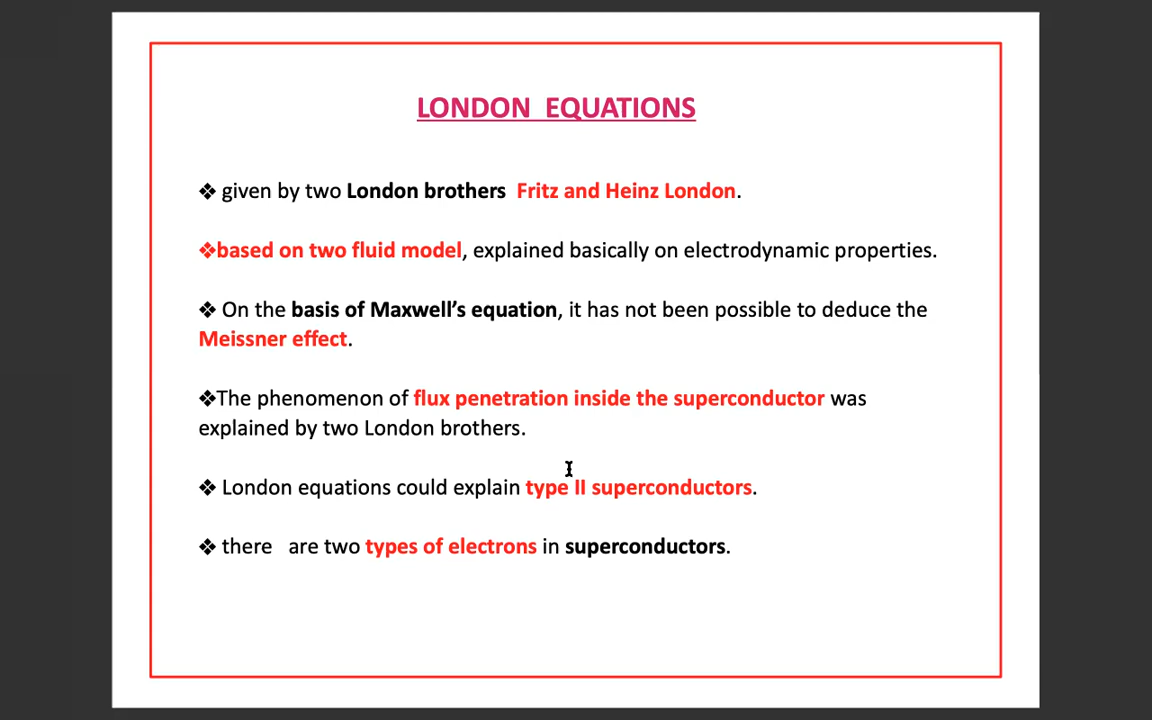 LONDON EQUATIONS
❖ given by two London brothers Fritz and Heinz London.
❖based on two fluid model, explained basically on electrodynamic properties.
❖ On the basis of Maxwell’s equation, it has not been possible to deduce the
Meissner effect.
❖The phenomenon of flux penetration inside the superconductor was
explained by two London brothers.
❖ London equations could explain type II superconductors.
❖ there are two types of electrons in superconductors.